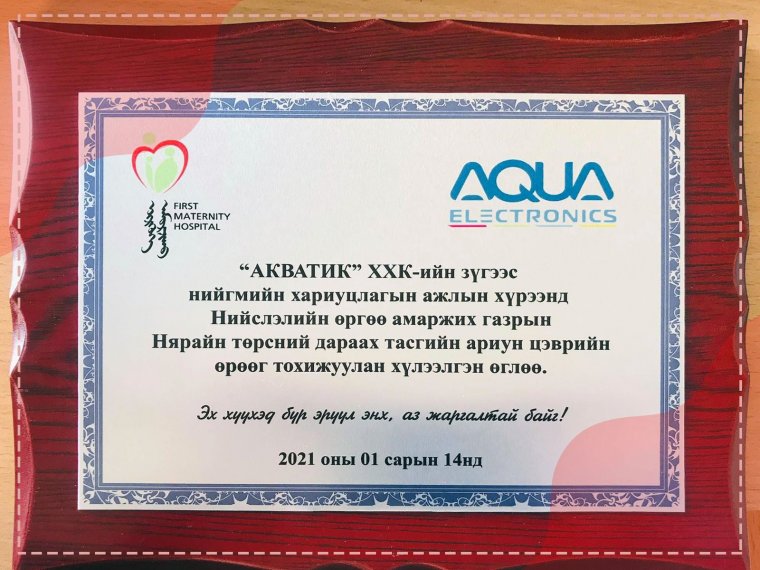 FIRST
MATERNITY
HOSPITAL
AQUA
ELECTRONICS
“АКВАТИК” ХХК-ийн зүгээс
нийгмийн хариуцлагын ажлын хүрээнд
Нийслэлийн өргөө амаржих газрын
Нярайн төрсний дараах тасгийн ариун цэврийн
өрөөг тохижуулан хүлээлгэн өглөө.
Эх хүүхэд бүр эрүүл энх, аз жаргалтай байг!
2021 оны 01 сарын 14нд